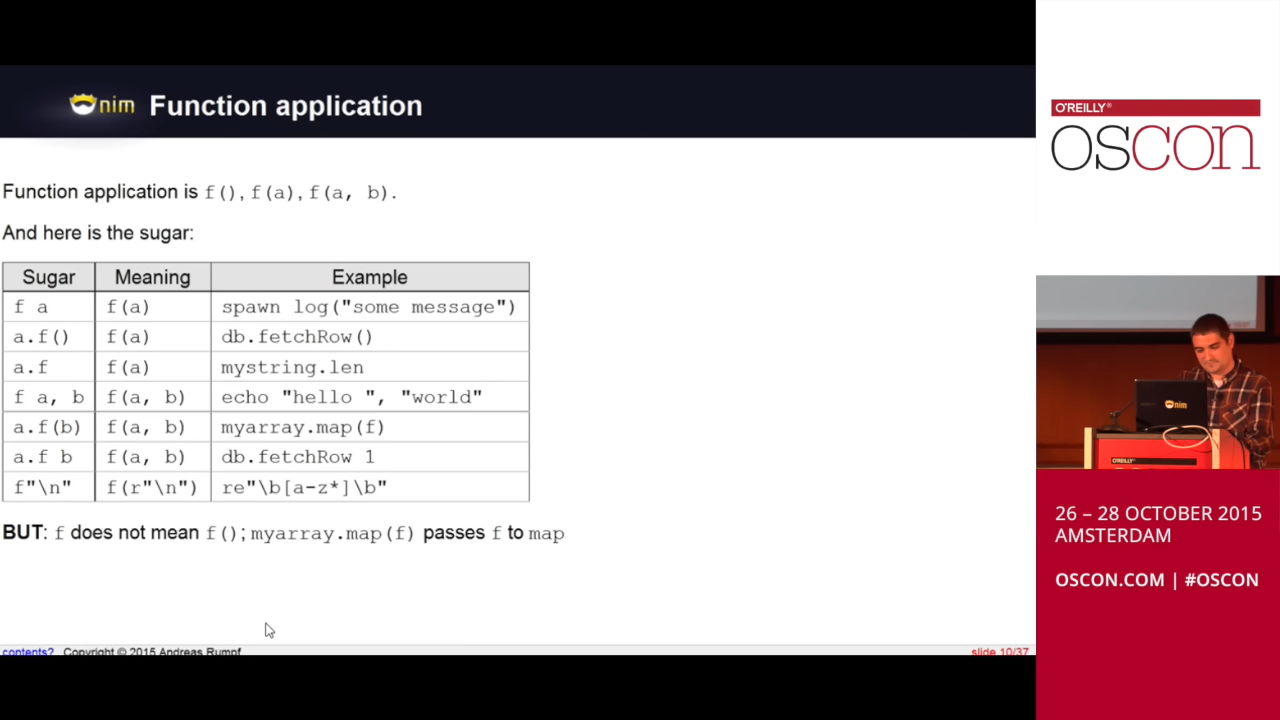 nim Function application
Function application is f(), f(a), f(a, b).
And here is the sugar:
Sugar Meaning Example
f a f(a) spawn log("some message")
a.f() f(a) db.fetchRow()
a.f f(a) mystring.len
f a, b f(a, b) echo "hello ", "world"
a.f(b) f(a, b) myarray.map(f)
a.f b f(a, b) db.fetchRow 1
f"\n" f(r"\n") re"\b[a-z*]\b"
BUT: f does not mean f(); myarray.map(f) passes f to map
contents? Copyright © 2015 Andreas Rumpf slide 10/37
O'REILLY®
OSCON
nim
O'REILLY
OSCON
26 – 28 OCTOBER 2015
AMSTERDAM
OSCON.COM | #OSCON